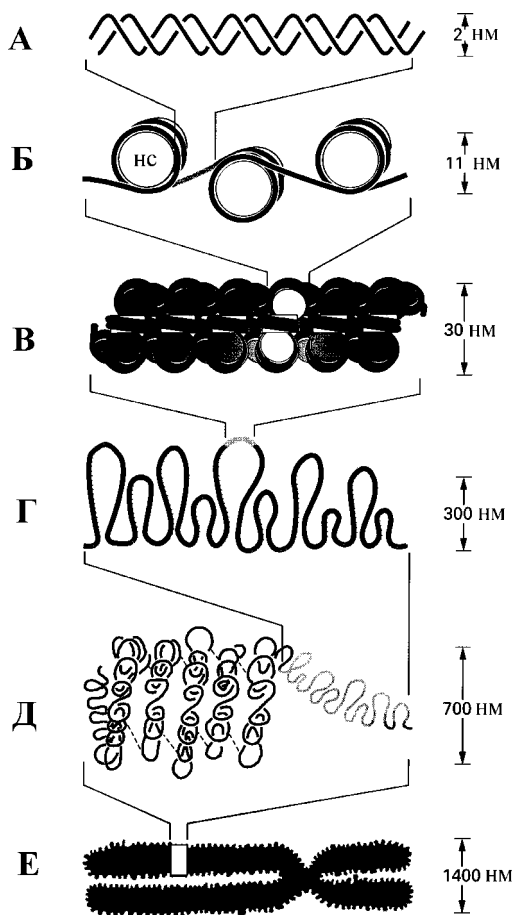 А 2 НМ
Б НС 11 НМ
В 30 НМ
Г 300 НМ
Д 700 НМ
Е 1400 НМ